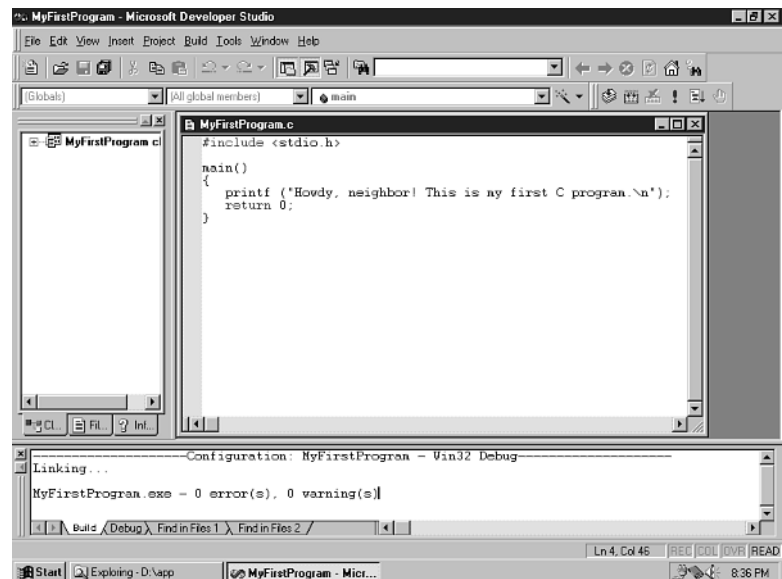 MyFirstProgram - Microsoft Developer Studio
File Edit View Insert Project Build Tools Window Help
(Globals) (All global members) main
MyFirstProgram cl
MyFirstProgram.c
#include <stdio.h>
main()
{
printf ("Howdy, neighbor! This is my first C program.\n");
return 0;
}
Cl... Fil... Inf...
--------------------Configuration: MyFirstProgram - Win32 Debug--------------------
Linking...
MyFirstProgram.exe - 0 error(s), 0 warning(s)
Build Debug Find in Files 1 Find in Files 2
Ln 4, Col 46 REC COL OVR READ
Start Exploring - D:\app MyFirstProgram - Micr... 8:36 PM